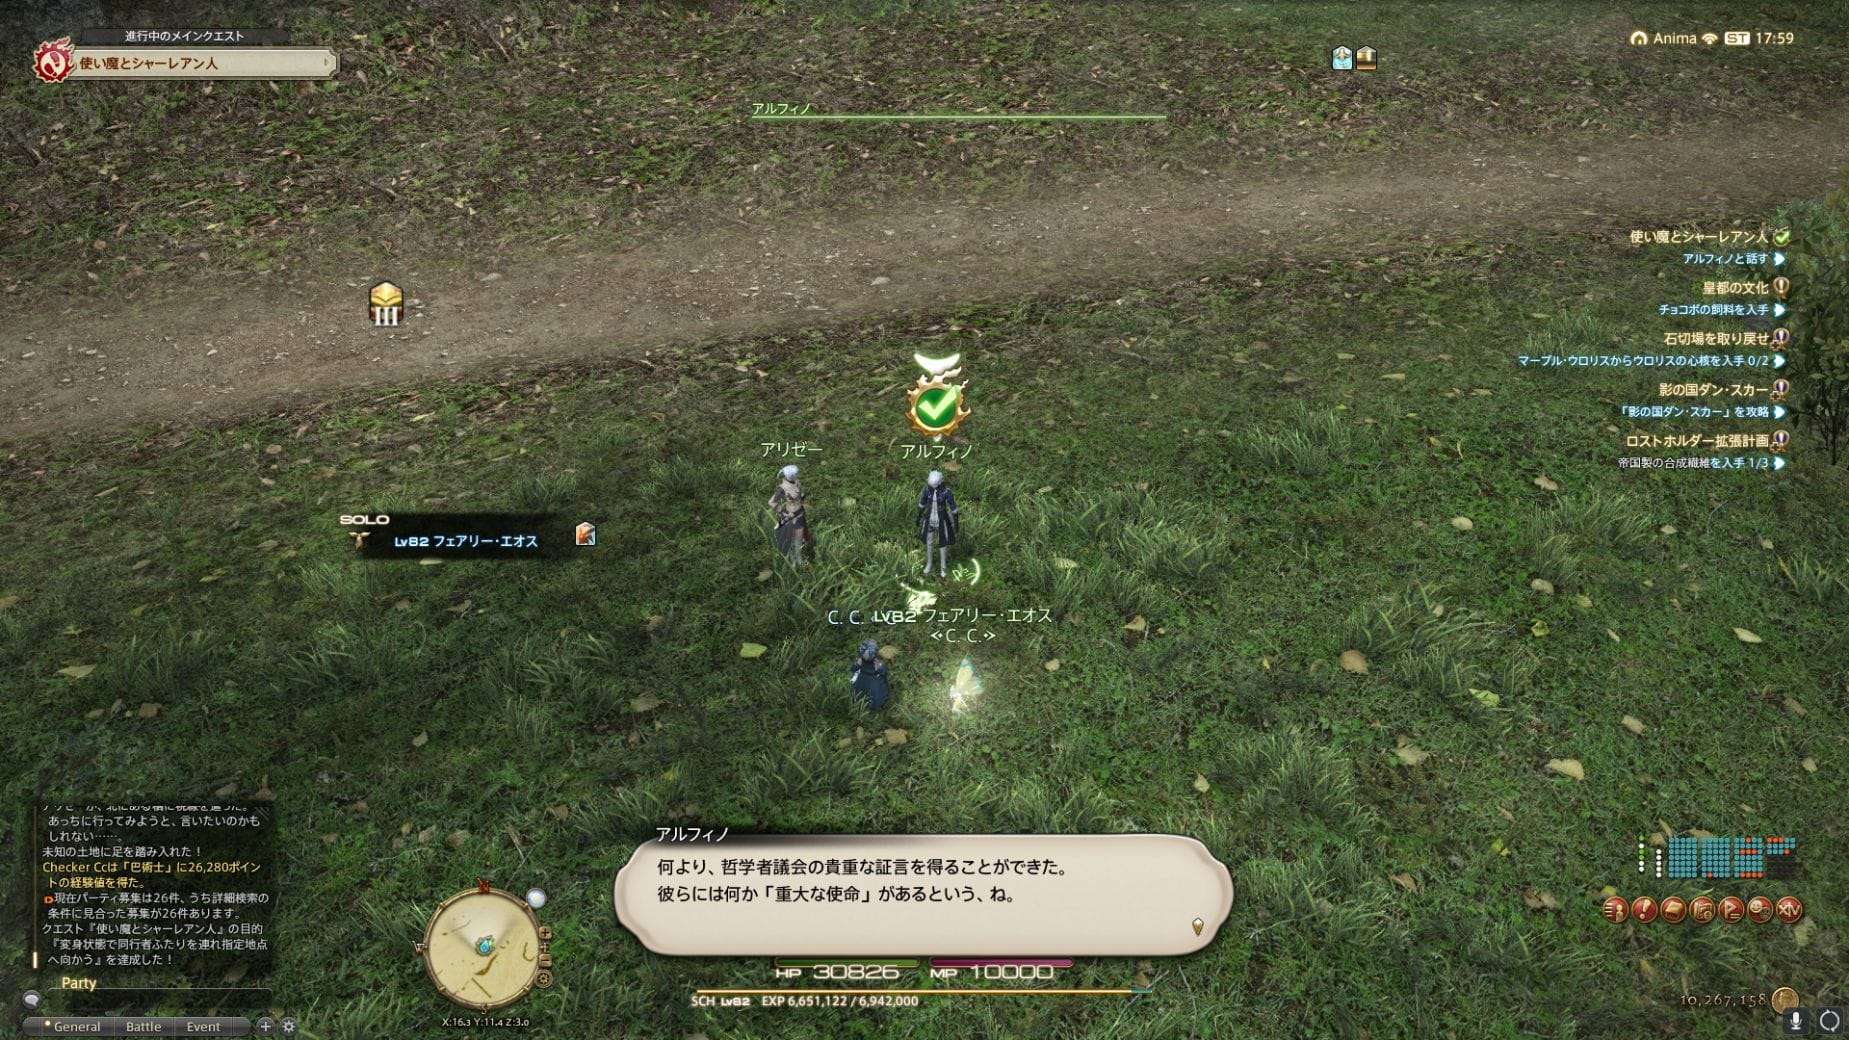 進行中のメインクエスト
使い魔とシャーレアン人
Anima ST 17:59
アルフィノ
使い魔とシャーレアン人
アルフィノと話す
皇都の文化
チョコボの飼料を入手
石切場を取り戻せ
マーブル・ウロリスからウロリスの心核を入手 0/2
影の国ダン・スカー
「影の国ダン・スカー」を攻略
ロストホルダー拡張計画
帝国製の合成繊維を入手 1/3
III
アリゼー
アルフィノ
SOLO
Lv82 フェアリー・エオス
C. C.
Lv82 フェアリー・エオス
C. C.
あっちに行ってみようと、言いたいのかも
しれない……。
未知の土地に足を踏み入れた！
Checker Ccは「巴術士」に26,280ポイン
トの経験値を得た。
現在パーティ募集は26件、うち詳細検索の
条件に見合った募集が26件あります。
クエスト『使い魔とシャーレアン人』の目的
『変身状態で同行者ふたりを連れ指定地点
へ向かう』を達成した！
Party
General Battle Event
X:16.3 Y:11.4 Z:3.0
アルフィノ
何より、哲学者議会の貴重な証言を得ることができた。
彼らには何か「重大な使命」があるという、ね。
HP 30826 MP 10000
SCH Lv82 EXP 6,651,122 / 6,942,000
XIV
10,267,158